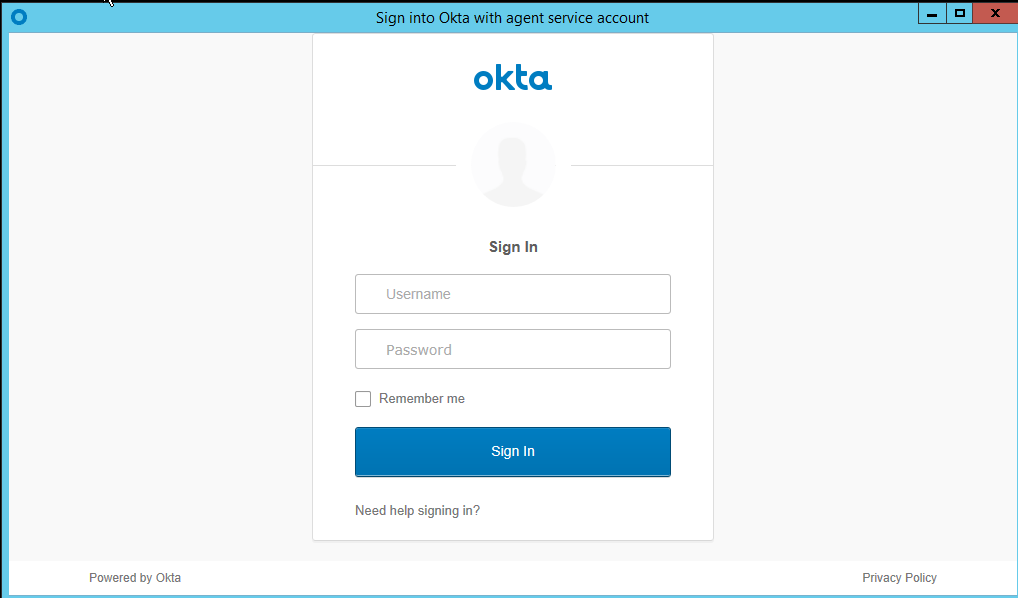 Sign into Okta with agent service account
okta
Sign In
Username
Password
Remember me
Sign In
Need help signing in?
Powered by Okta
Privacy Policy